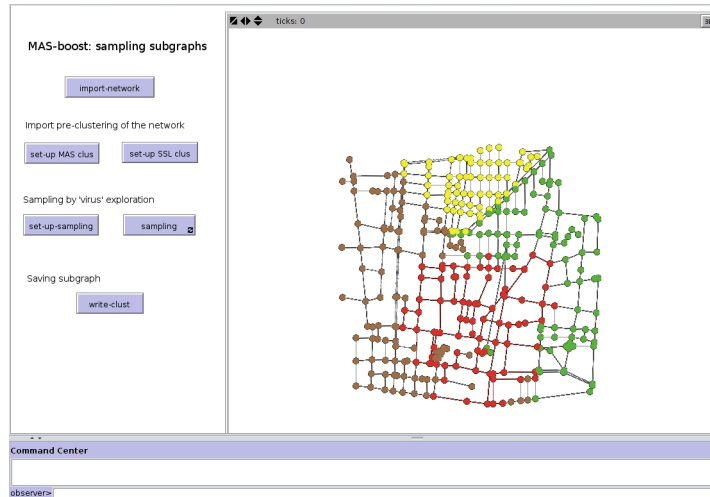 ticks: 0
MAS-boost: sampling subgraphs
import-network
Import pre-clustering of the network
set-up MAS clus
set-up SSL clus
Sampling by 'virus' exploration
set-up-sampling
sampling
Saving subgraph
write-clust
Command Center
observer>